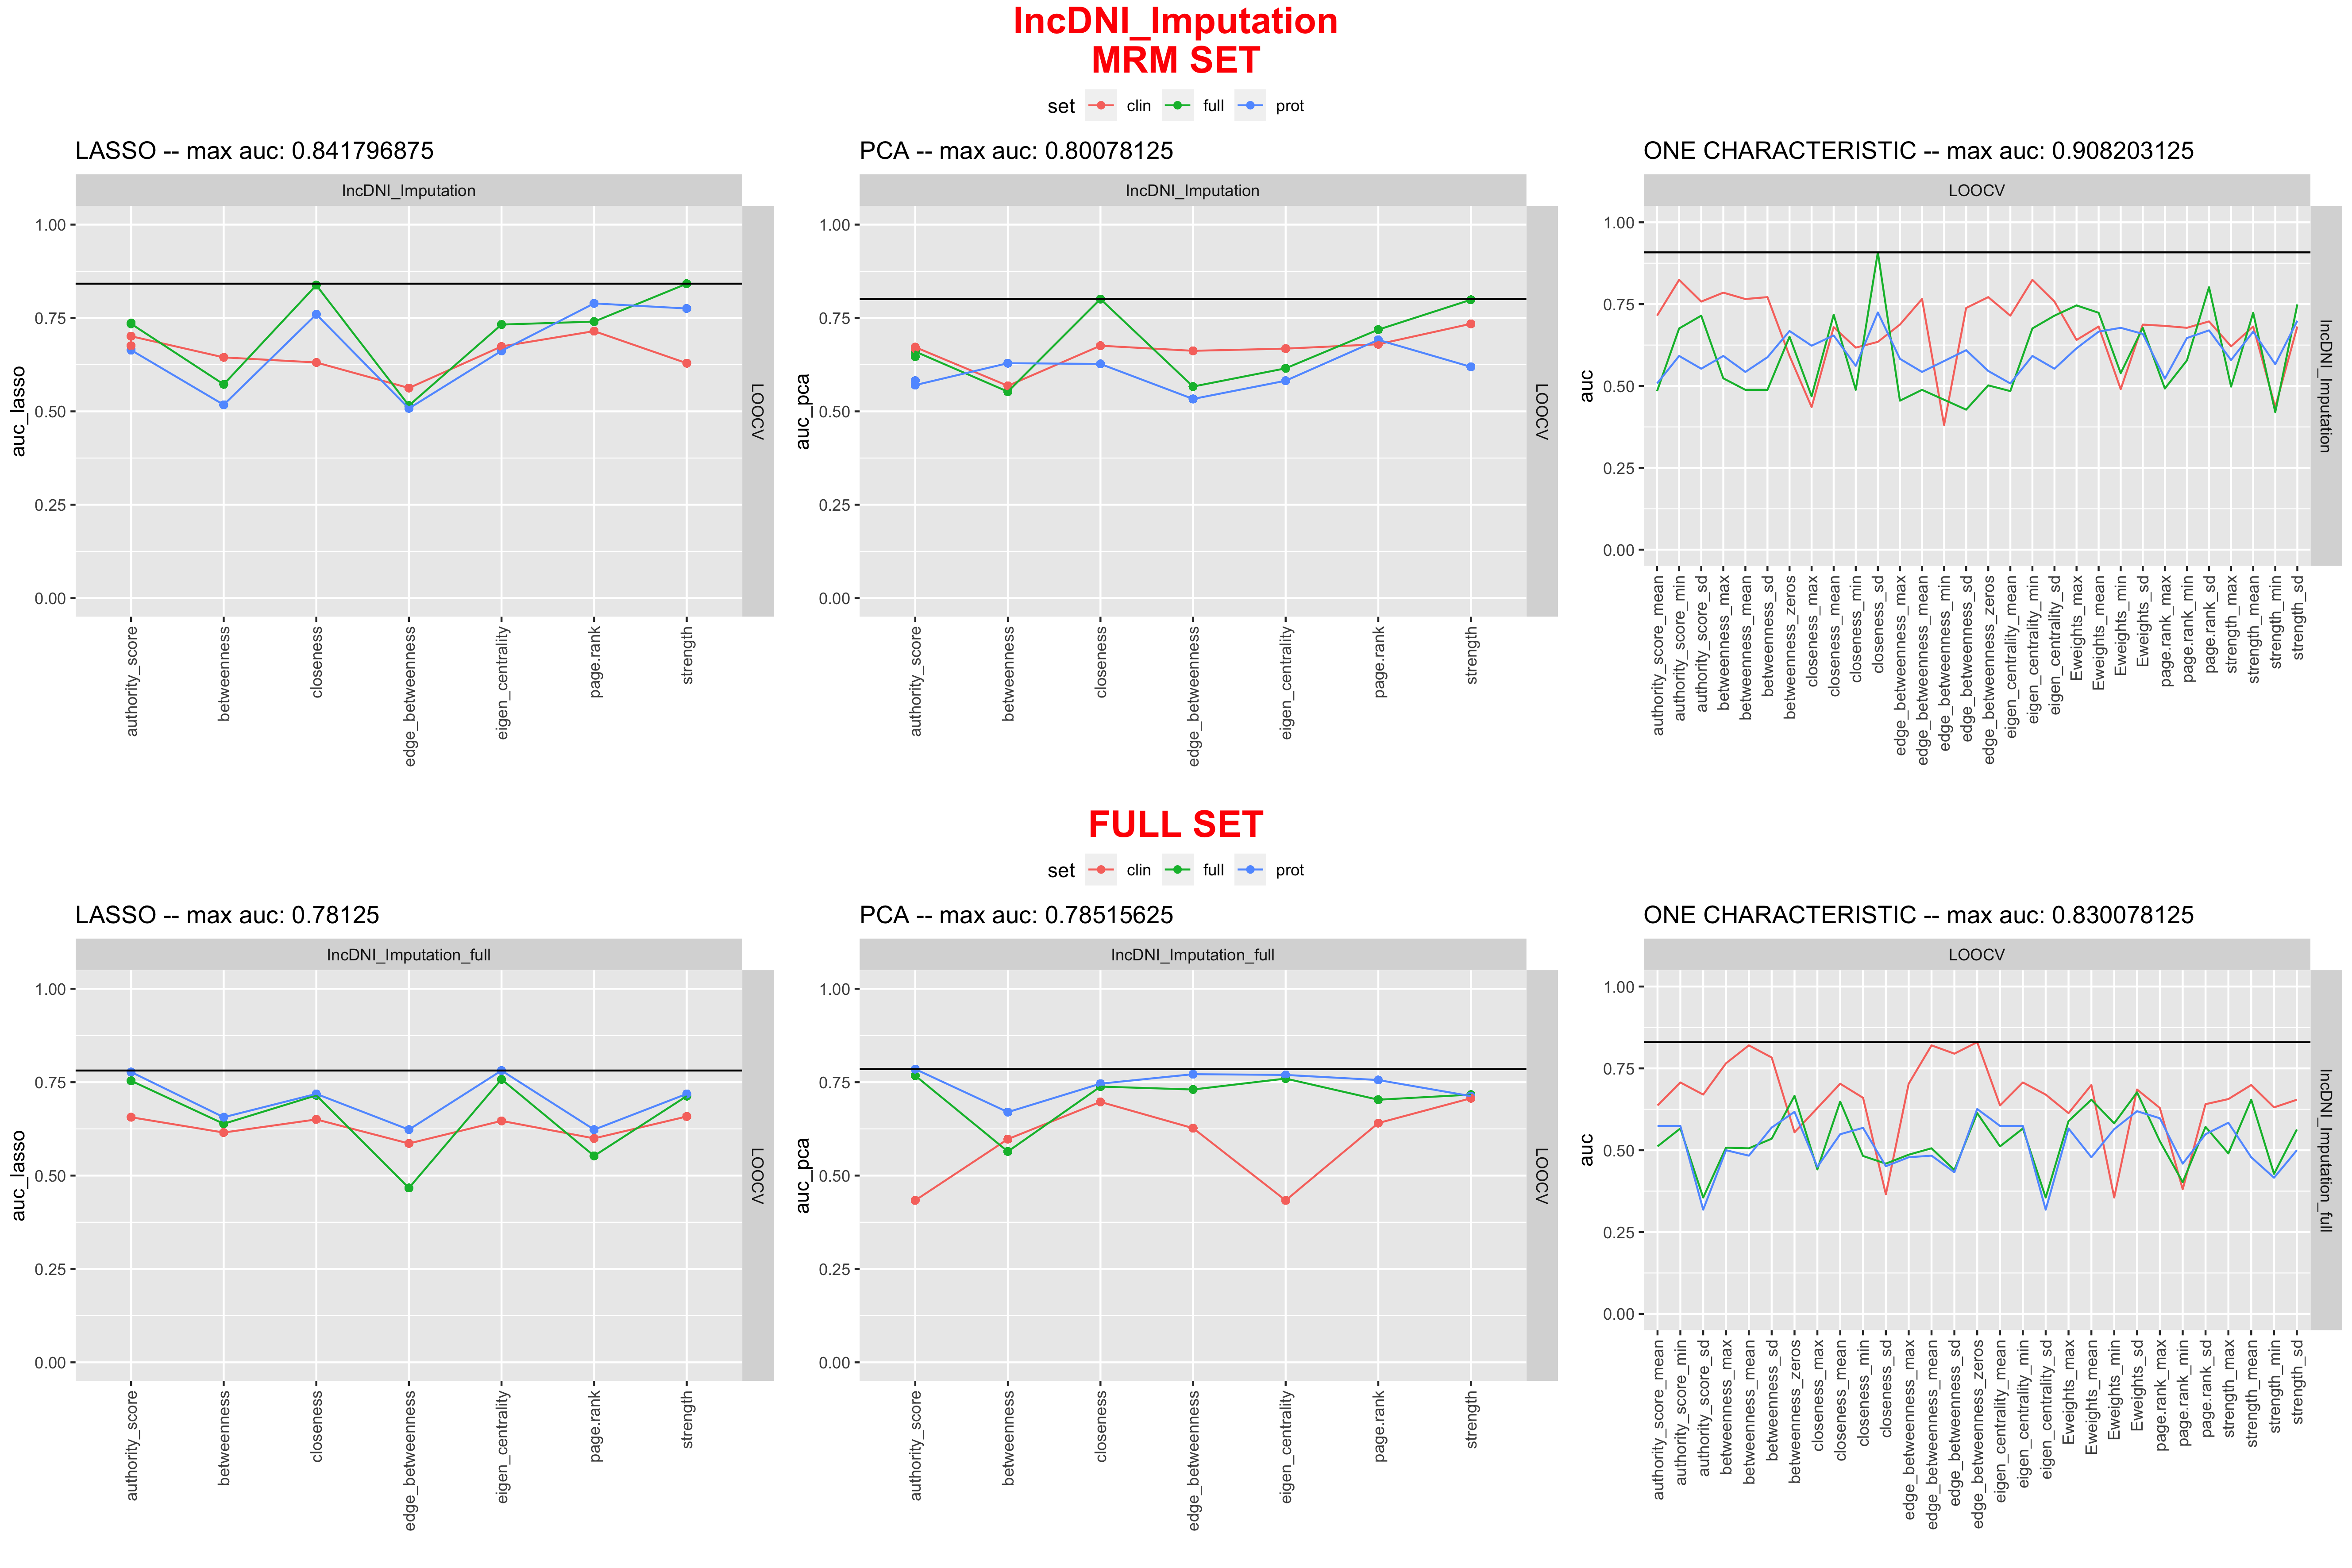 IncDNI_Imputation
MRM SET
set clin full prot
LASSO -- max auc: 0.841796875
IncDNI_Imputation
auc_lasso
1.00
0.75
0.50
0.25
0.00
LOOCV
authority_score
betweenness
closeness
edge_betweenness
eigen_centrality
page.rank
strength
PCA -- max auc: 0.80078125
IncDNI_Imputation
auc_pca
1.00
0.75
0.50
0.25
0.00
LOOCV
authority_score
betweenness
closeness
edge_betweenness
eigen_centrality
page.rank
strength
ONE CHARACTERISTIC -- max auc: 0.908203125
LOOCV
auc
1.00
0.75
0.50
0.25
0.00
IncDNI_Imputation
authority_score_mean
authority_score_min
authority_score_sd
betweenness_max
betweenness_mean
betweenness_sd
betweenness_zeros
closeness_max
closeness_mean
closeness_min
closeness_sd
edge_betweenness_max
edge_betweenness_mean
edge_betweenness_min
edge_betweenness_sd
edge_betweenness_zeros
eigen_centrality_mean
eigen_centrality_min
eigen_centrality_sd
Eweights_max
Eweights_mean
Eweights_min
Eweights_sd
page.rank_max
page.rank_min
page.rank_sd
strength_max
strength_mean
strength_min
strength_sd
FULL SET
set clin full prot
LASSO -- max auc: 0.78125
IncDNI_Imputation_full
auc_lasso
1.00
0.75
0.50
0.25
0.00
LOOCV
authority_score
betweenness
closeness
edge_betweenness
eigen_centrality
page.rank
strength
PCA -- max auc: 0.78515625
IncDNI_Imputation_full
auc_pca
1.00
0.75
0.50
0.25
0.00
LOOCV
authority_score
betweenness
closeness
edge_betweenness
eigen_centrality
page.rank
strength
ONE CHARACTERISTIC -- max auc: 0.830078125
LOOCV
auc
1.00
0.75
0.50
0.25
0.00
IncDNI_Imputation_full
authority_score_mean
authority_score_min
authority_score_sd
betweenness_max
betweenness_mean
betweenness_sd
betweenness_zeros
closeness_max
closeness_mean
closeness_min
closeness_sd
edge_betweenness_max
edge_betweenness_mean
edge_betweenness_sd
edge_betweenness_zeros
eigen_centrality_mean
eigen_centrality_min
eigen_centrality_sd
Eweights_max
Eweights_mean
Eweights_min
Eweights_sd
page.rank_max
page.rank_min
page.rank_sd
strength_max
strength_mean
strength_min
strength_sd